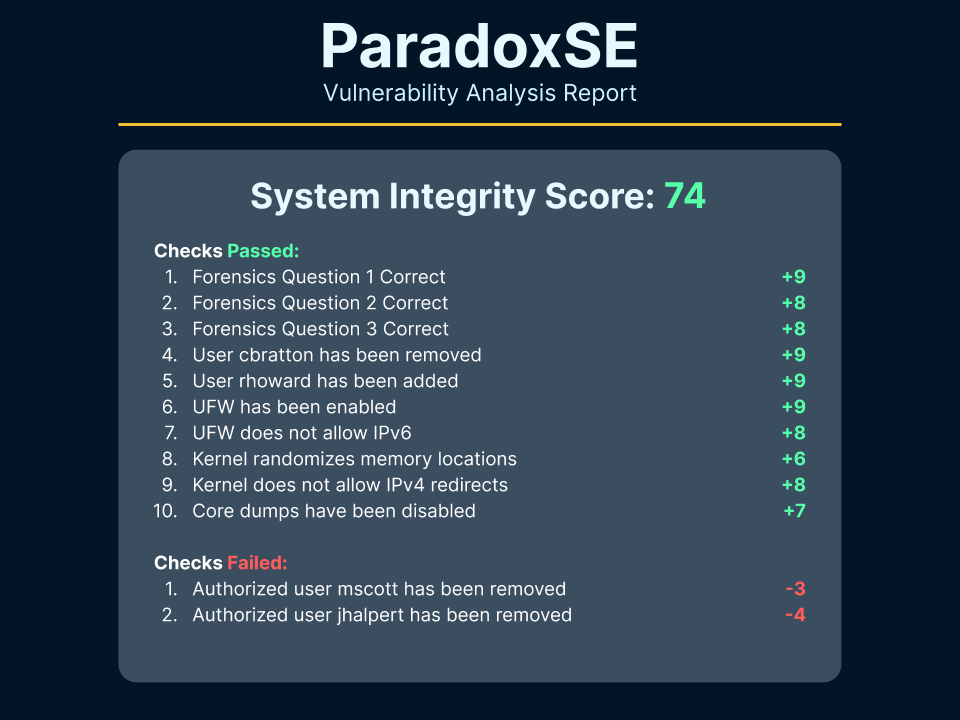 ParadoxSE
Vulnerability Analysis Report
System Integrity Score: 74
Checks Passed:
1. Forensics Question 1 Correct +9
2. Forensics Question 2 Correct +8
3. Forensics Question 3 Correct +8
4. User cbratton has been removed +9
5. User rhoward has been added +9
6. UFW has been enabled +9
7. UFW does not allow IPv6 +8
8. Kernel randomizes memory locations +6
9. Kernel does not allow IPv4 redirects +8
10. Core dumps have been disabled +7
Checks Failed:
1. Authorized user mscott has been removed -3
2. Authorized user jhalpert has been removed -4